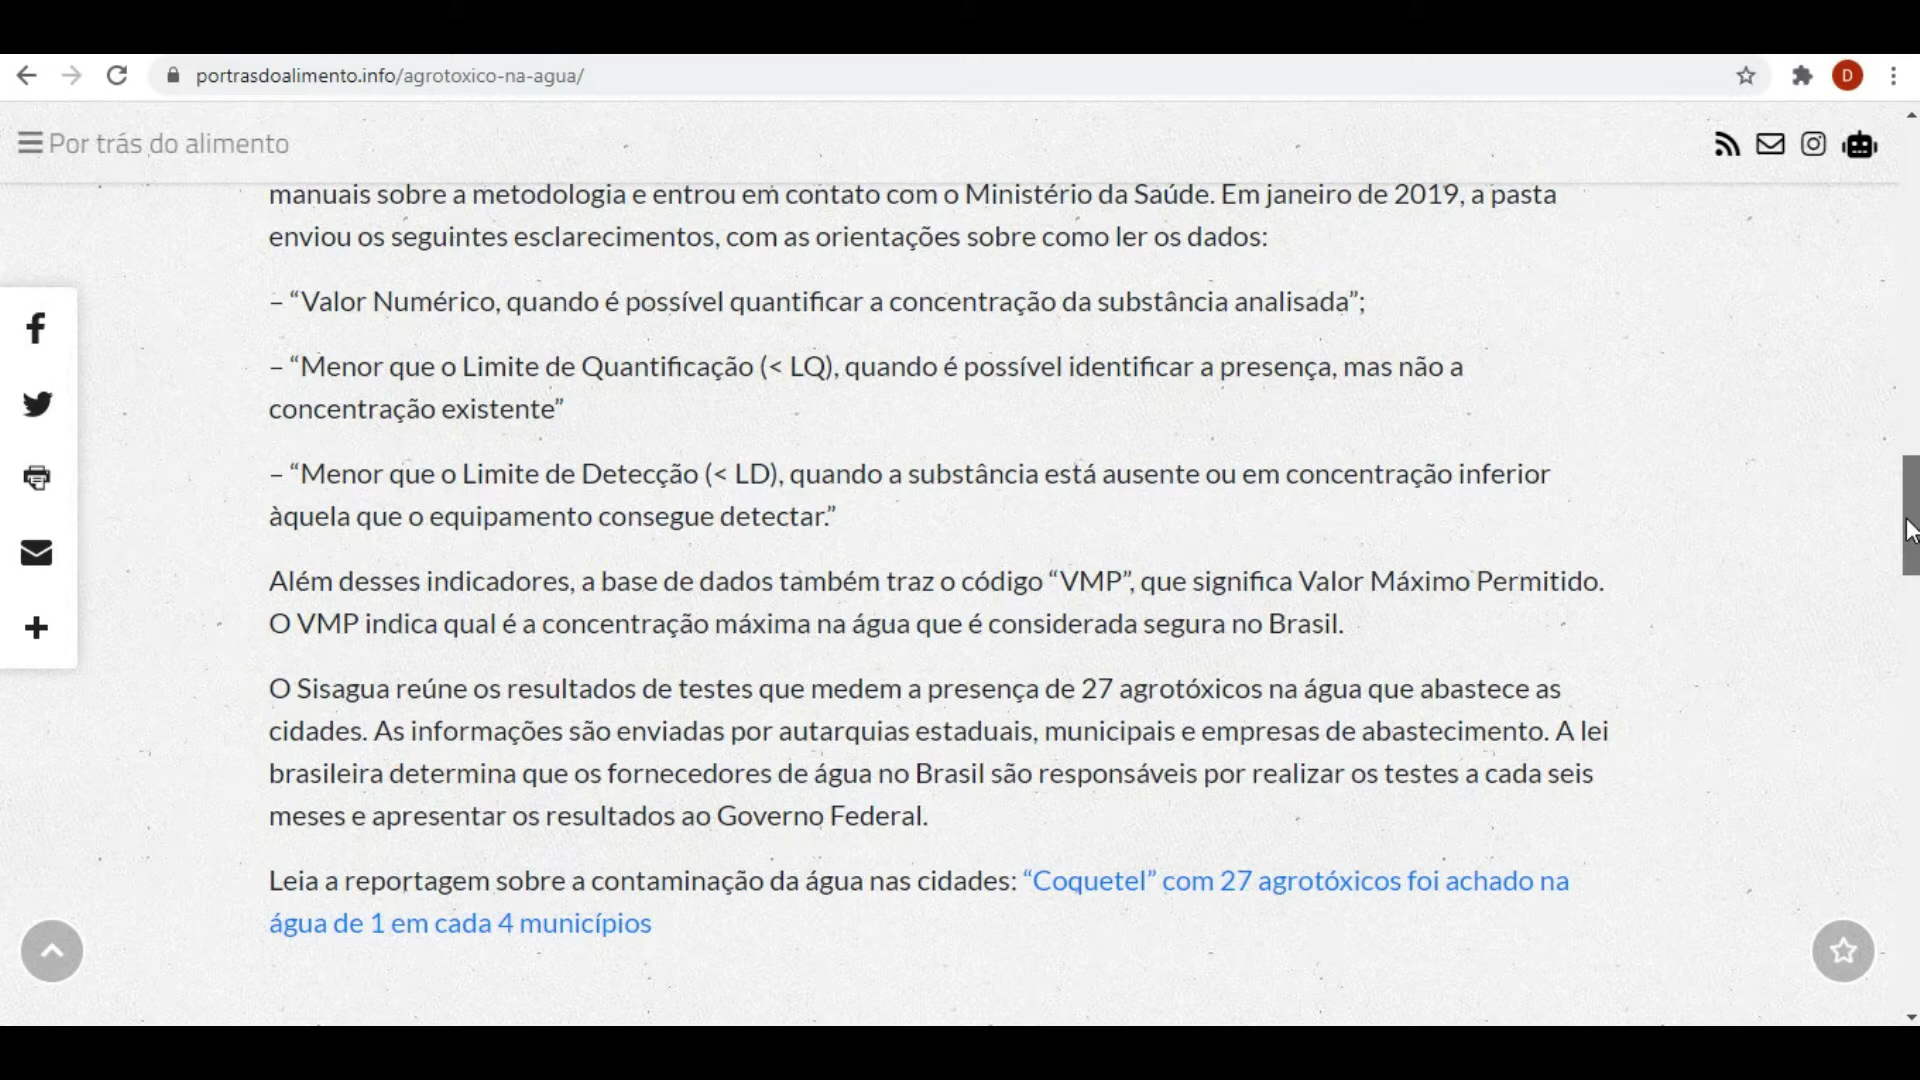 portrasdoalimento.info/agrotoxico-na-agua/
D
Por trás do alimento
manuais sobre a metodologia e entrou em contato com o Ministério da Saúde. Em janeiro de 2019, a pasta
enviou os seguintes esclarecimentos, com as orientações sobre como ler os dados:
– “Valor Numérico, quando é possível quantificar a concentração da substância analisada”;
– “Menor que o Limite de Quantificação (< LQ), quando é possível identificar a presença, mas não a
concentração existente”
– “Menor que o Limite de Detecção (< LD), quando a substância está ausente ou em concentração inferior
àquela que o equipamento consegue detectar.”
Além desses indicadores, a base de dados também traz o código “VMP”, que significa Valor Máximo Permitido.
O VMP indica qual é a concentração máxima na água que é considerada segura no Brasil.
O Sisagua reúne os resultados de testes que medem a presença de 27 agrotóxicos na água que abastece as
cidades. As informações são enviadas por autarquias estaduais, municipais e empresas de abastecimento. A lei
brasileira determina que os fornecedores de água no Brasil são responsáveis por realizar os testes a cada seis
meses e apresentar os resultados ao Governo Federal.
Leia a reportagem sobre a contaminação da água nas cidades: “Coquetel” com 27 agrotóxicos foi achado na
água de 1 em cada 4 municípios